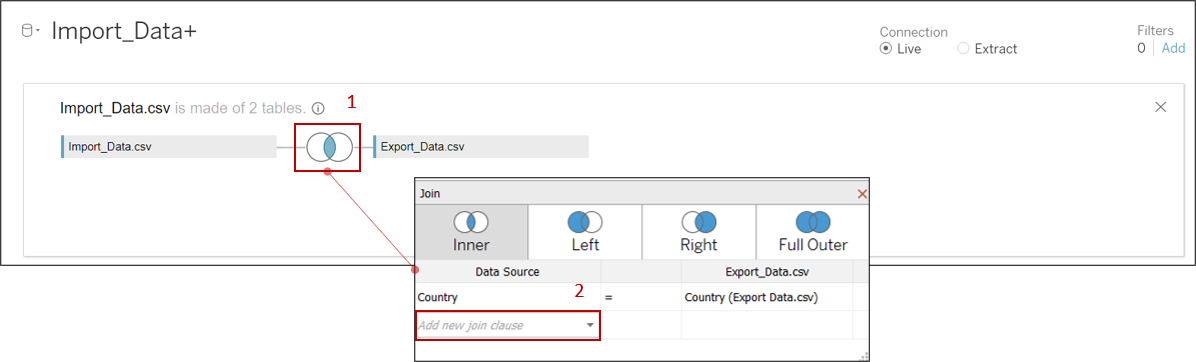 Import_Data+
Connection
Live Extract
Filters
0 Add
Import_Data.csv is made of 2 tables.
1
Import_Data.csv Export_Data.csv
Join
Inner Left Right Full Outer
Data Source Export_Data.csv
2
Country = Country (Export Data.csv)
Add new join clause